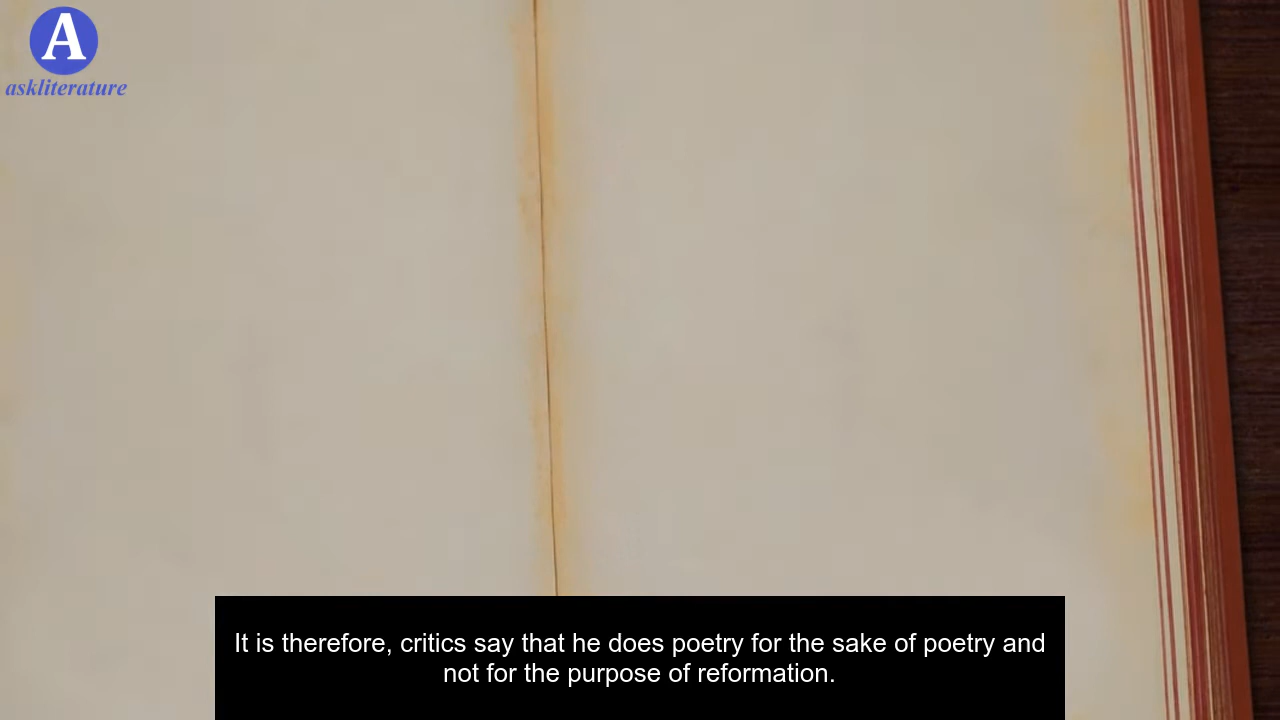 A
askliterature
It is therefore, critics say that he does poetry for the sake of poetry and
not for the purpose of reformation.